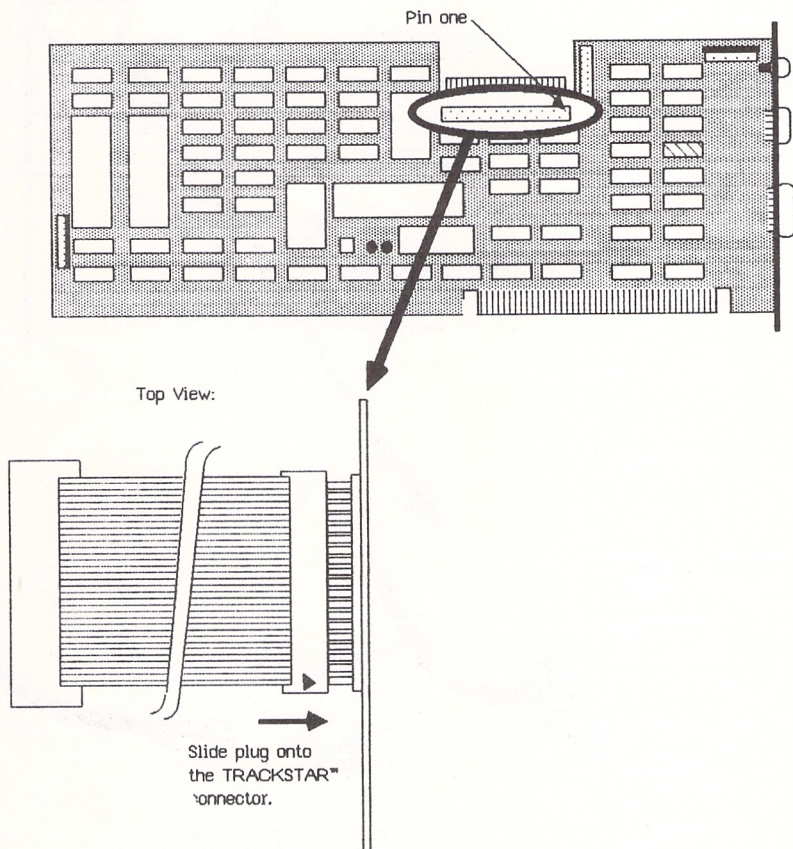 Pin one
Top View:
Slide plug onto
the TRACKSTAR™
connector.